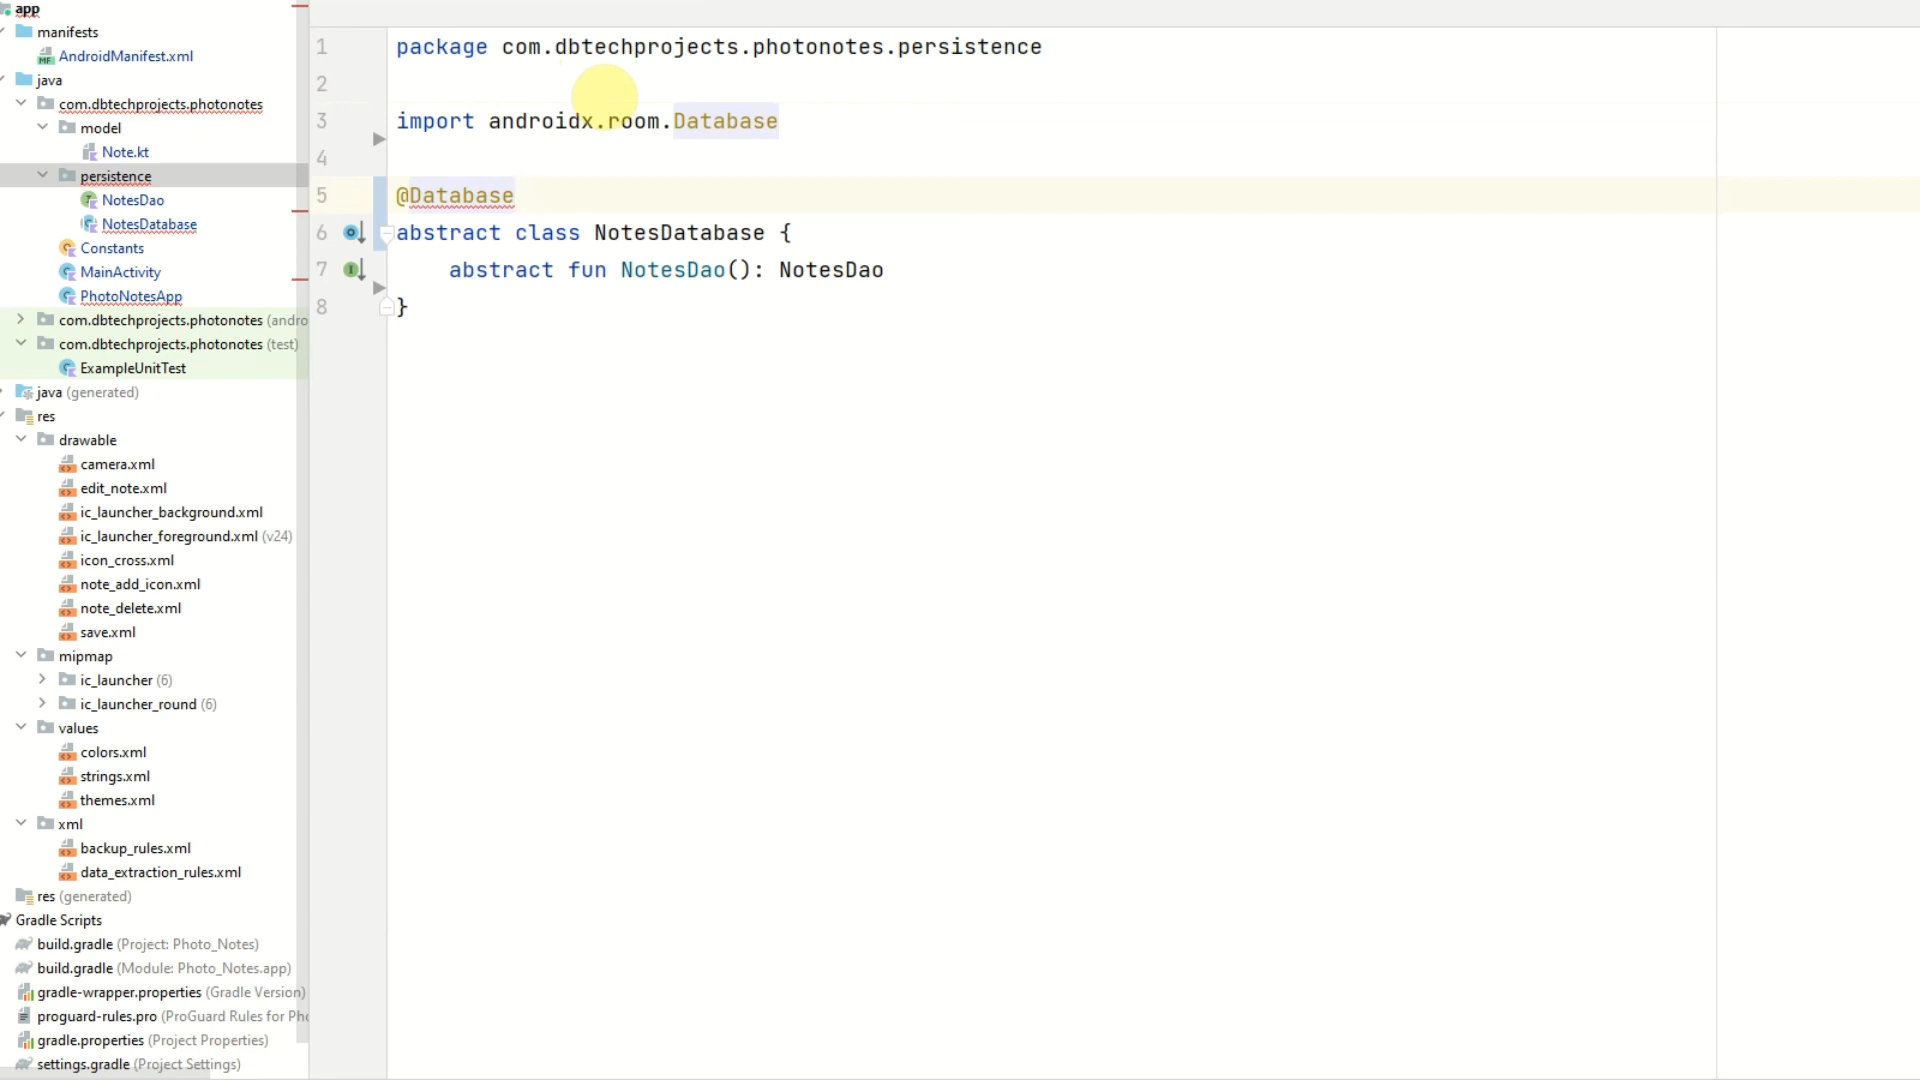 app
manifests
AndroidManifest.xml
java
com.dbtechprojects.photonotes
model
Note.kt
persistence
NotesDao
NotesDatabase
Constants
MainActivity
PhotoNotesApp
com.dbtechprojects.photonotes (andro
com.dbtechprojects.photonotes (test)
ExampleUnitTest
java (generated)
res
drawable
camera.xml
edit_note.xml
ic_launcher_background.xml
ic_launcher_foreground.xml (v24)
icon_cross.xml
note_add_icon.xml
note_delete.xml
save.xml
mipmap
ic_launcher (6)
ic_launcher_round (6)
values
colors.xml
strings.xml
themes.xml
xml
backup_rules.xml
data_extraction_rules.xml
res (generated)
Gradle Scripts
build.gradle (Project: Photo_Notes)
build.gradle (Module: Photo_Notes.app)
gradle-wrapper.properties (Gradle Version)
proguard-rules.pro (ProGuard Rules for Pho
gradle.properties (Project Properties)
settings.gradle (Project Settings)
1 package com.dbtechprojects.photonotes.persistence
2
3 import androidx.room.Database
4
5 @Database
6 abstract class NotesDatabase {
7 abstract fun NotesDao(): NotesDao
8 }